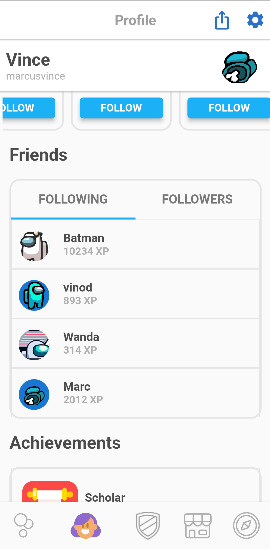 Profile
Vince
marcusvince
FOLLOW
FOLLOW
Friends
FOLLOWING
FOLLOWERS
Batman
10234 XP
vinod
893 XP
Wanda
314 XP
Marc
2012 XP
Achievements
Scholar